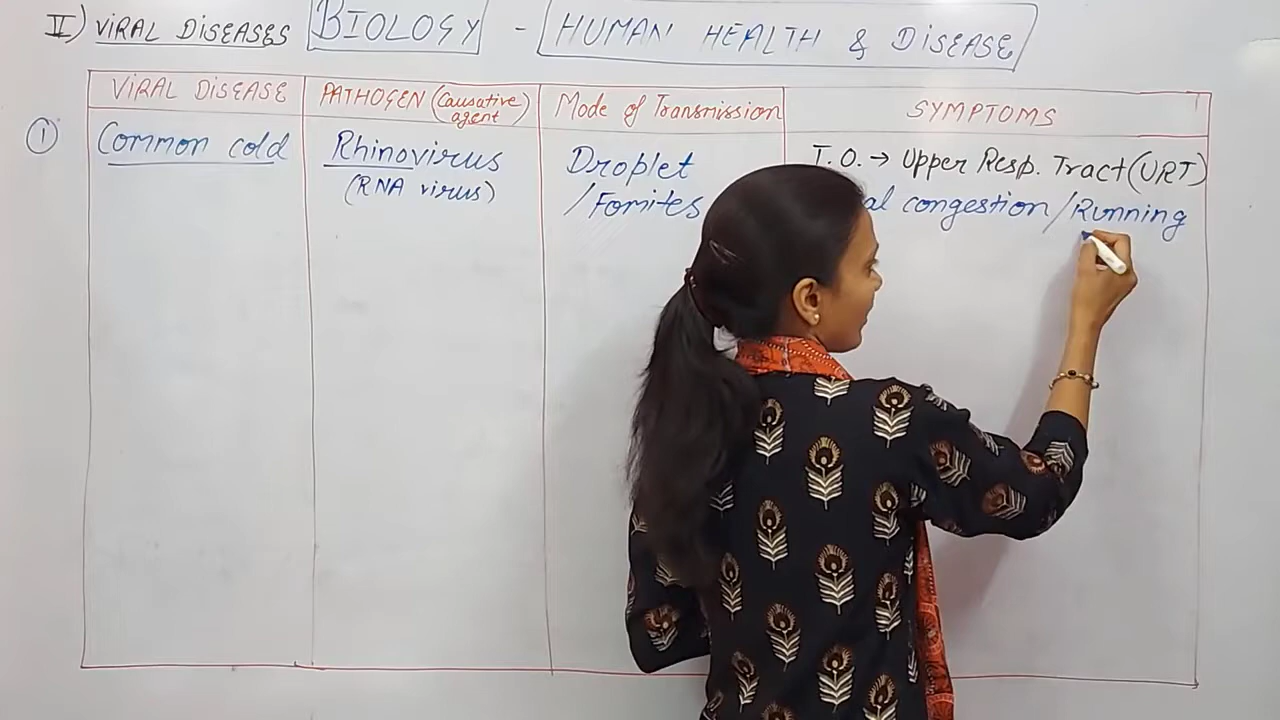 II) VIRAL DISEASES BIOLOGY - HUMAN HEALTH & DISEASE
VIRAL DISEASE PATHOGEN (Causative agent) Mode of Transmission SYMPTOMS
① Common cold
Rhinovirus
(RNA virus)
Droplet
/Fomites
T.O. → Upper Resp. Tract (URT)
congestion/Running